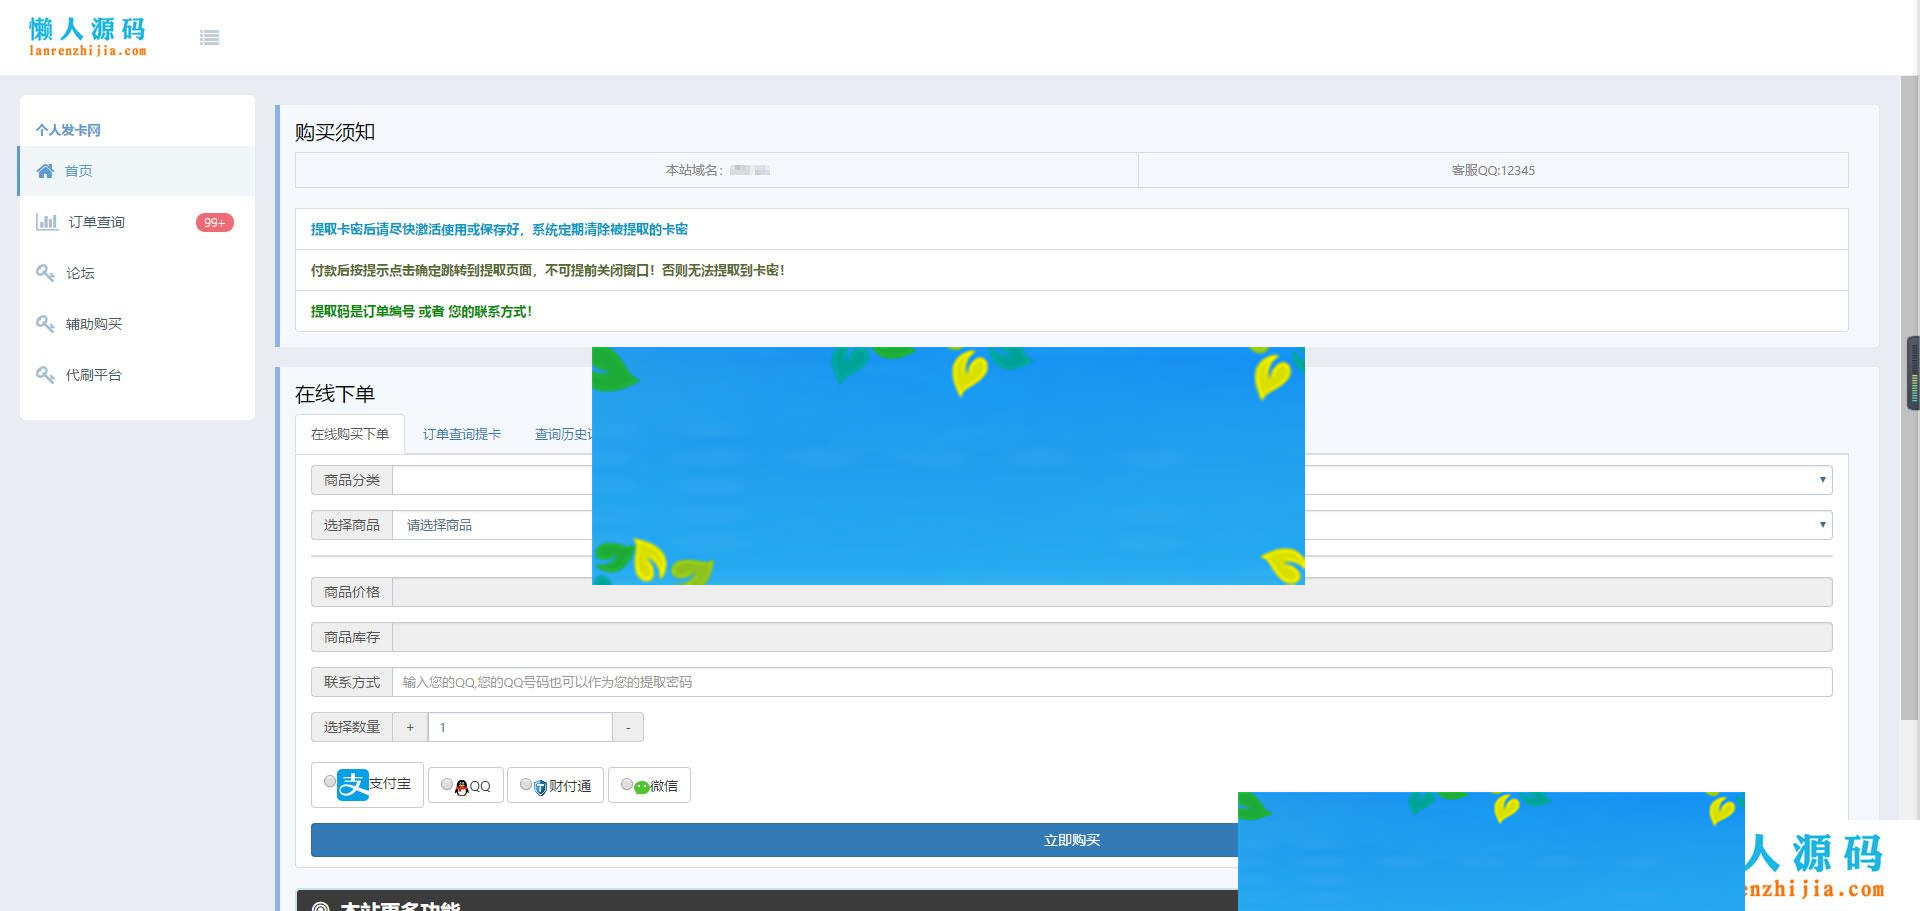 懒人源码
lanrenzhijia.com
个人发卡网
首页
订单查询 99+
论坛
辅助购买
代刷平台
购买须知
本站域名:
客服QQ:12345
提取卡密后请尽快激活使用或保存好，系统定期清除被提取的卡密
付款后按提示点击确定跳转到提取页面，不可提前关闭窗口！否则无法提取到卡密！
提取码是订单编号 或者 您的联系方式！
在线下单
在线购买下单 订单查询提卡 查询历史
商品分类
选择商品 请选择商品
商品价格
商品库存
联系方式 输入您的QQ,您的QQ号码也可以作为您的提取密码
选择数量 + 1 -
支付宝 QQ 财付通 微信
立即购买
本站更多功能
人源码
nzhijia.com